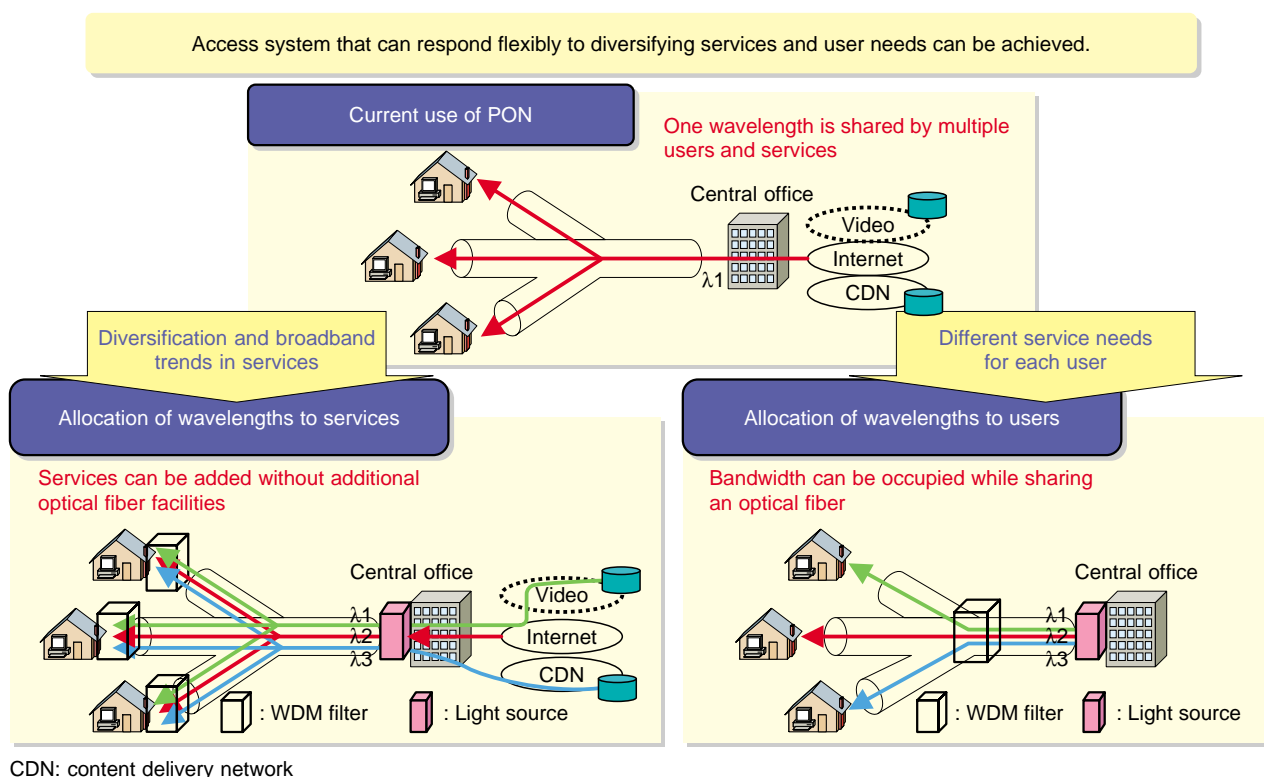 Access system that can respond flexibly to diversifying services and user needs can be achieved.
Current use of PON
One wavelength is shared by multiple
users and services
Central office
Video
Internet
CDN
λ1
Diversification and broadband
trends in services
Different service needs
for each user
Allocation of wavelengths to services
Services can be added without additional
optical fiber facilities
Central office
Video
Internet
CDN
λ1
λ2
λ3
: WDM filter
: Light source
Allocation of wavelengths to users
Bandwidth can be occupied while sharing
an optical fiber
Central office
λ1
λ2
λ3
: WDM filter
: Light source
CDN: content delivery network